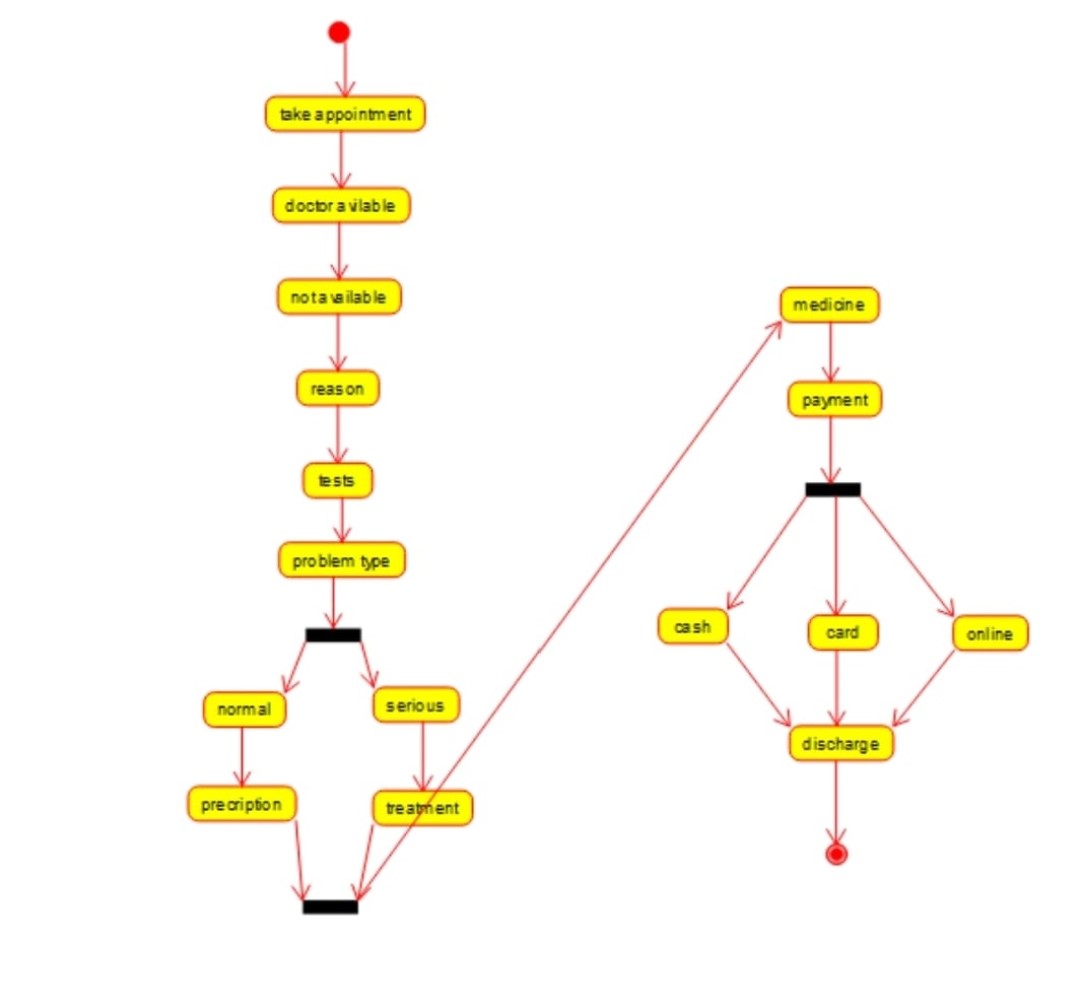 take appointment
doctor avilable
not available
reason
tests
problem type
normal
serious
precription
treatment
medicine
payment
cash
card
online
discharge